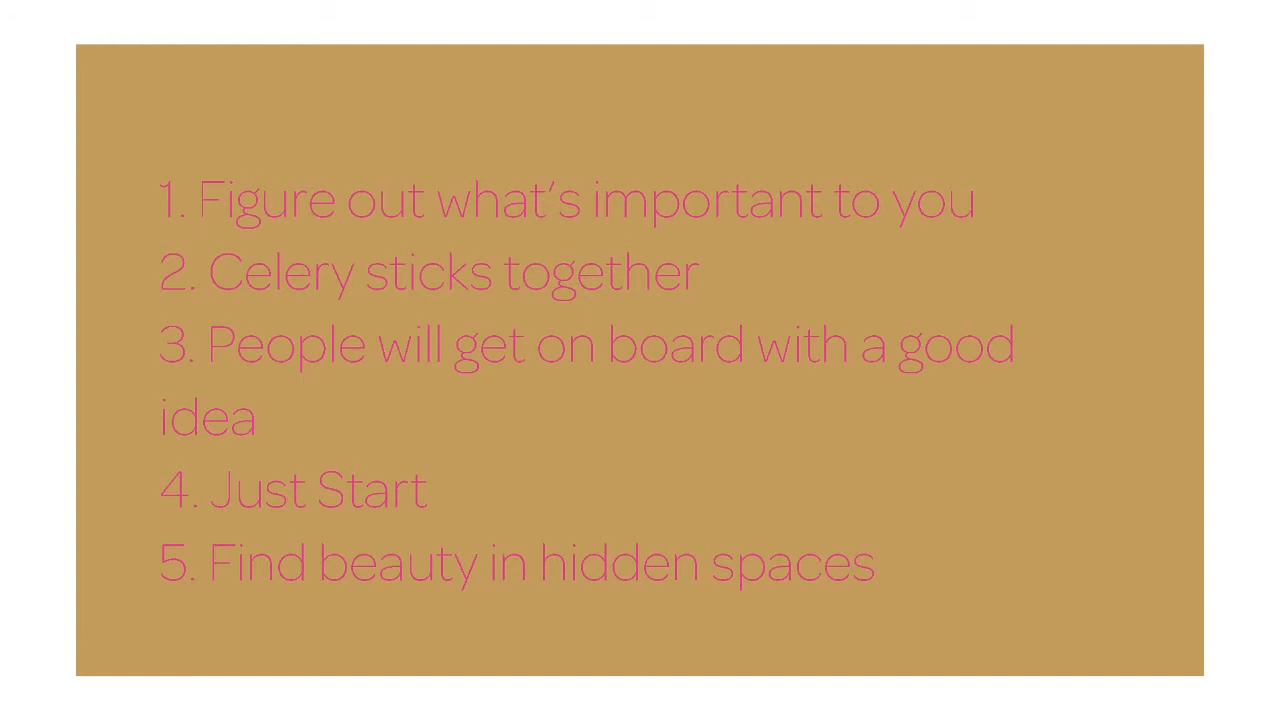 1. Figure out what's important to you
2. Celery sticks together
3. People will get on board with a good
idea
4. Just Start
5. Find beauty in hidden spaces